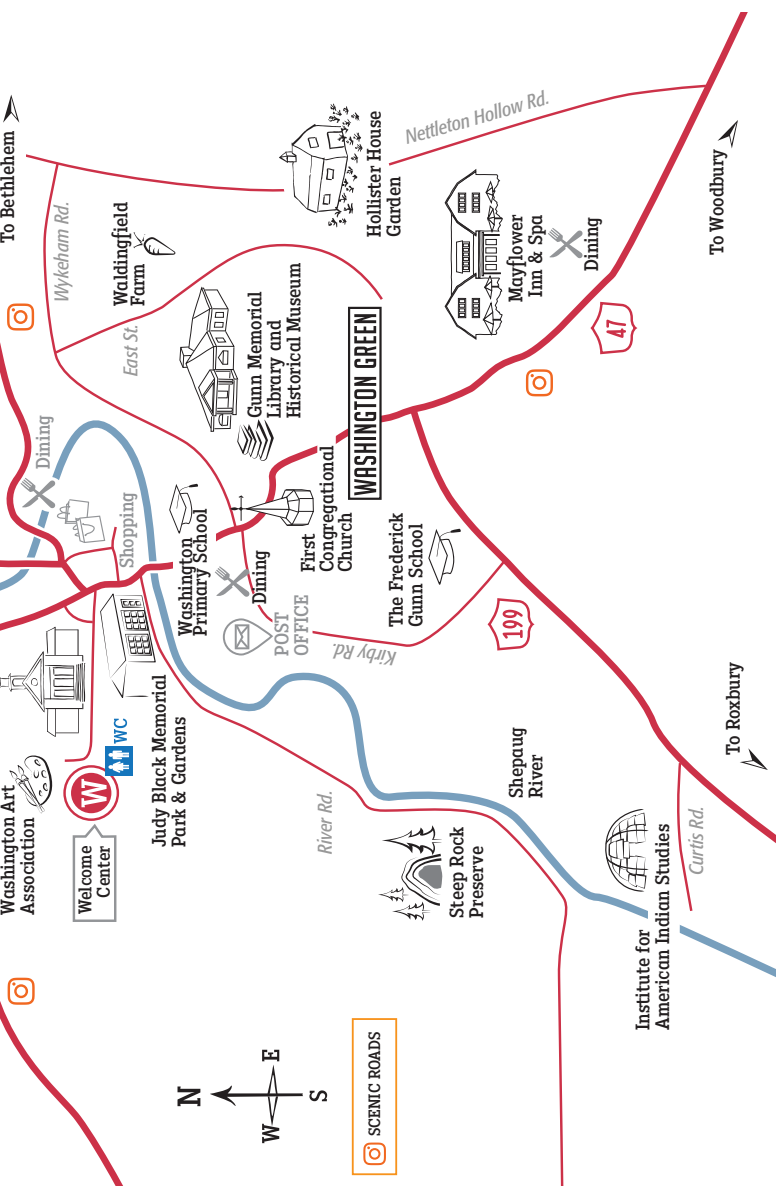 Washington Art
Association
Welcome
Center
W
WC
Judy Black Memorial
Park & Gardens
Shopping
Dining
To Bethlehem
Wykeham Rd.
East St.
Waldingfield
Farm
Washington
Primary School
Dining
POST
OFFICE
Kirby Rd.
Gunn Memorial
Library and
Historical Museum
First
Congregational
Church
WASHINGTON GREEN
Hollister House
Garden
Nettleton Hollow Rd.
The Frederick
Gunn School
Mayflower
Inn & Spa
Dining
47
199
To Woodbury
To Roxbury
River Rd.
Steep Rock
Preserve
Shepaug
River
Institute for
American Indian Studies
Curtis Rd.
N
W
E
S
SCENIC ROADS